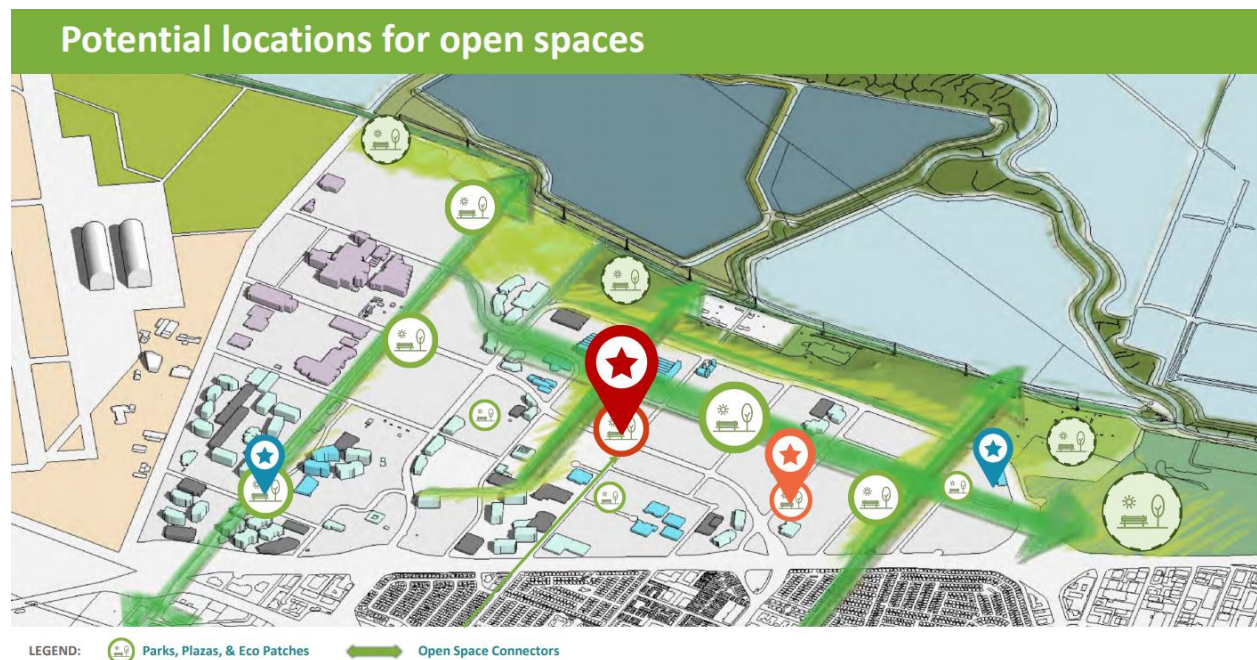 Potential locations for open spaces
LEGEND: Parks, Plazas, & Eco Patches Open Space Connectors